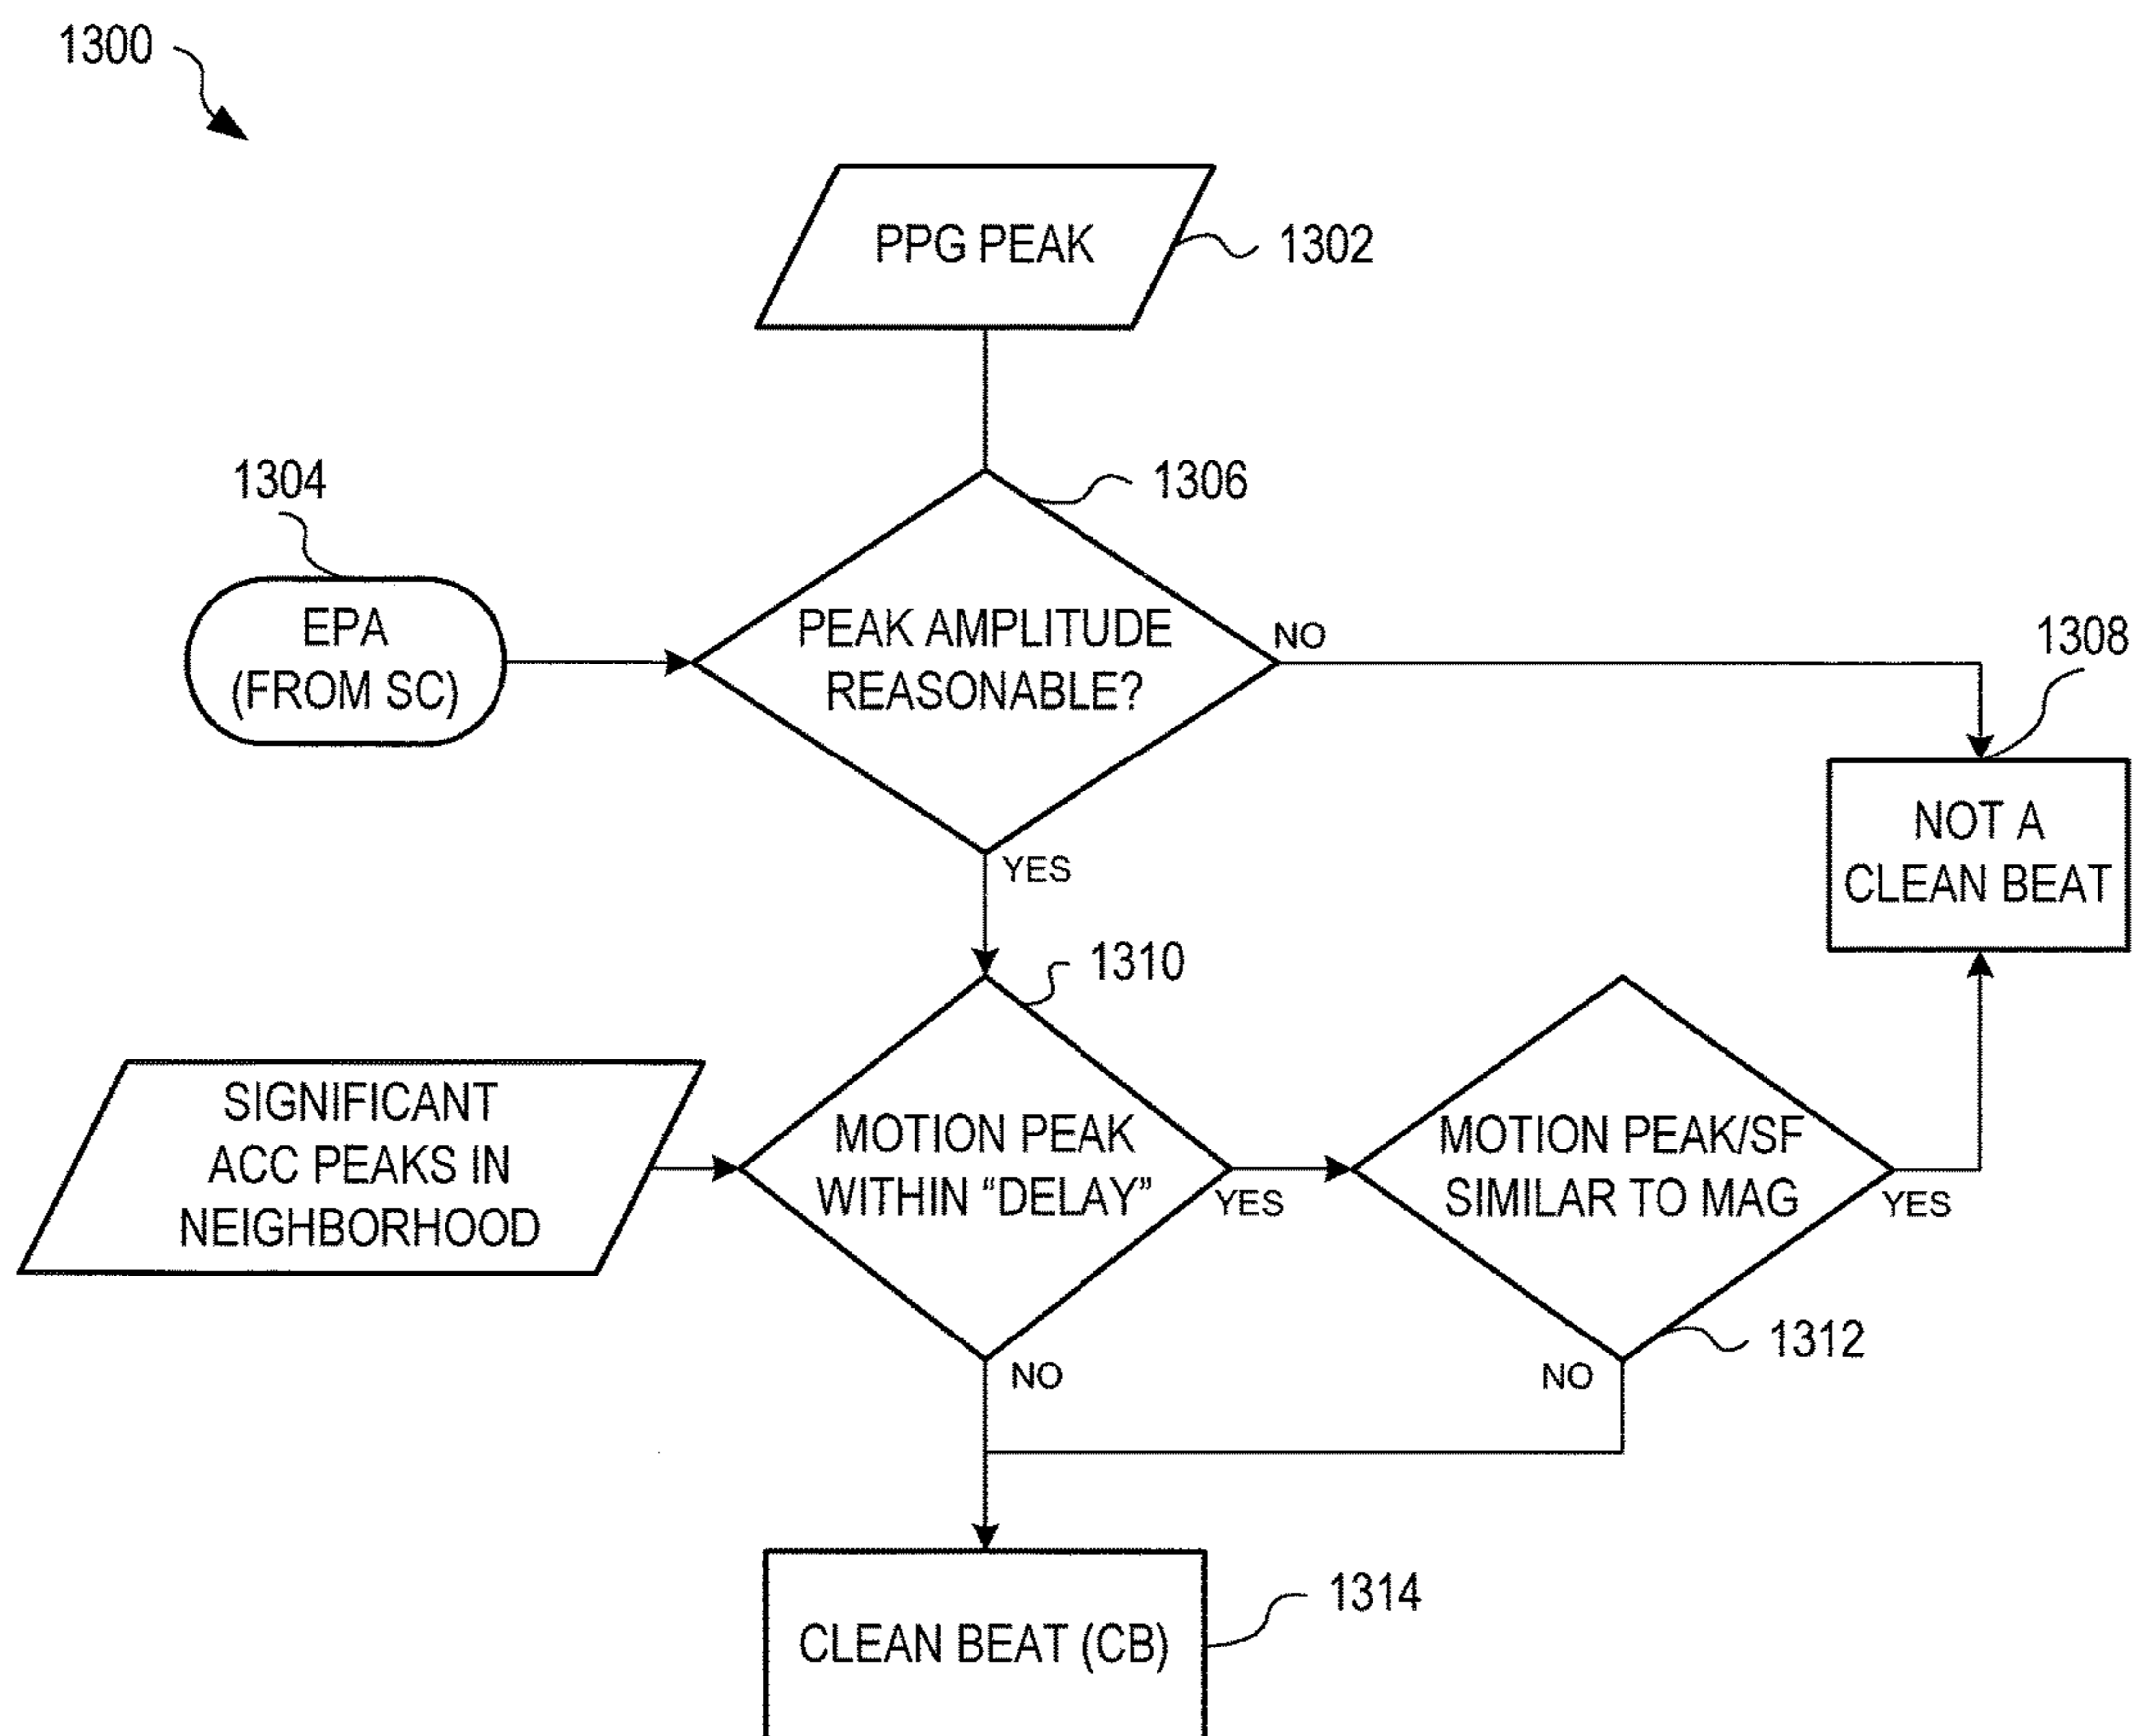 1300
PPG PEAK
1302
1304
1306
EPA
(FROM SC)
PEAK AMPLITUDE
REASONABLE?
NO
1308
NOT A
CLEAN BEAT
YES
1310
SIGNIFICANT
ACC PEAKS IN
NEIGHBORHOOD
MOTION PEAK
WITHIN “DELAY”
YES
MOTION PEAK/SF
SIMILAR TO MAG
YES
1312
NO
NO
1314
CLEAN BEAT (CB)